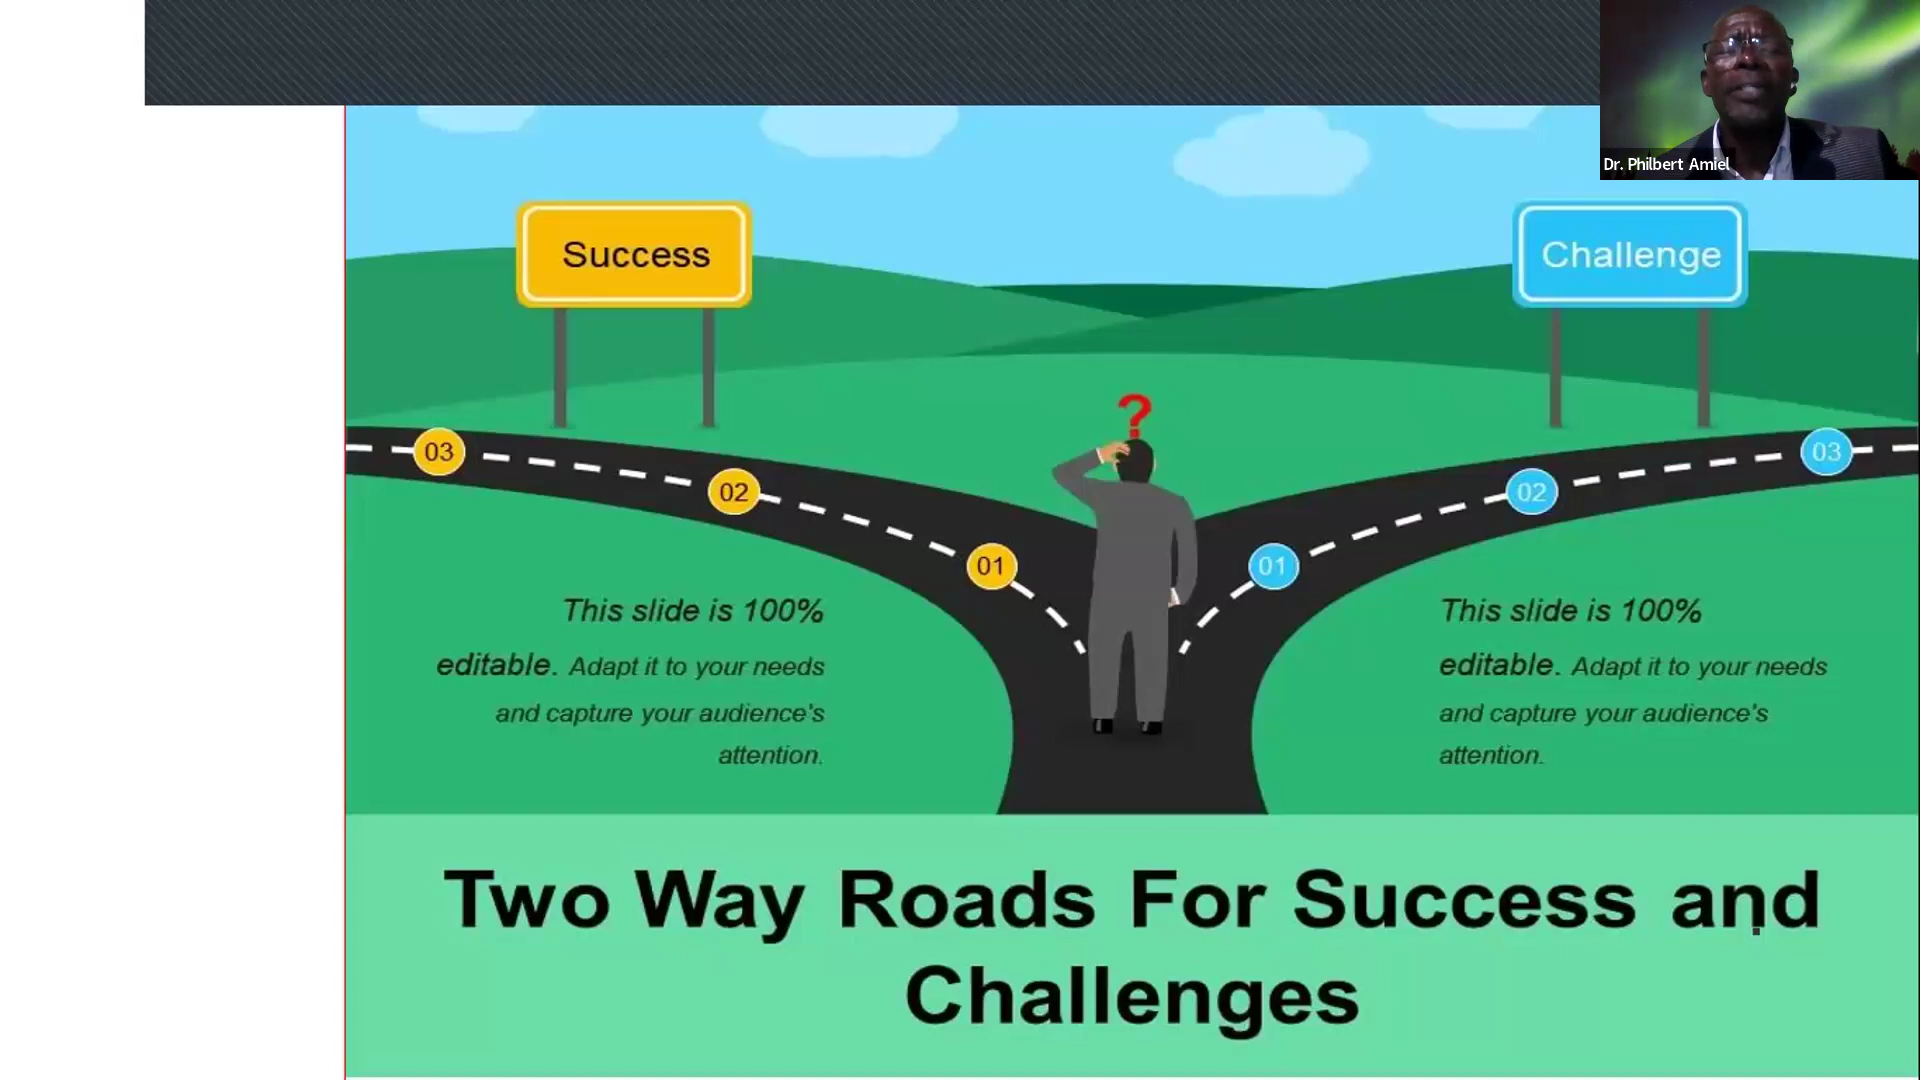 Dr. Philbert Amiel
Success
Challenge
?
03
02
01
01
02
03
This slide is 100%
editable. Adapt it to your needs
and capture your audience's
attention.
This slide is 100%
editable. Adapt it to your needs
and capture your audience's
attention.
Two Way Roads For Success and
Challenges